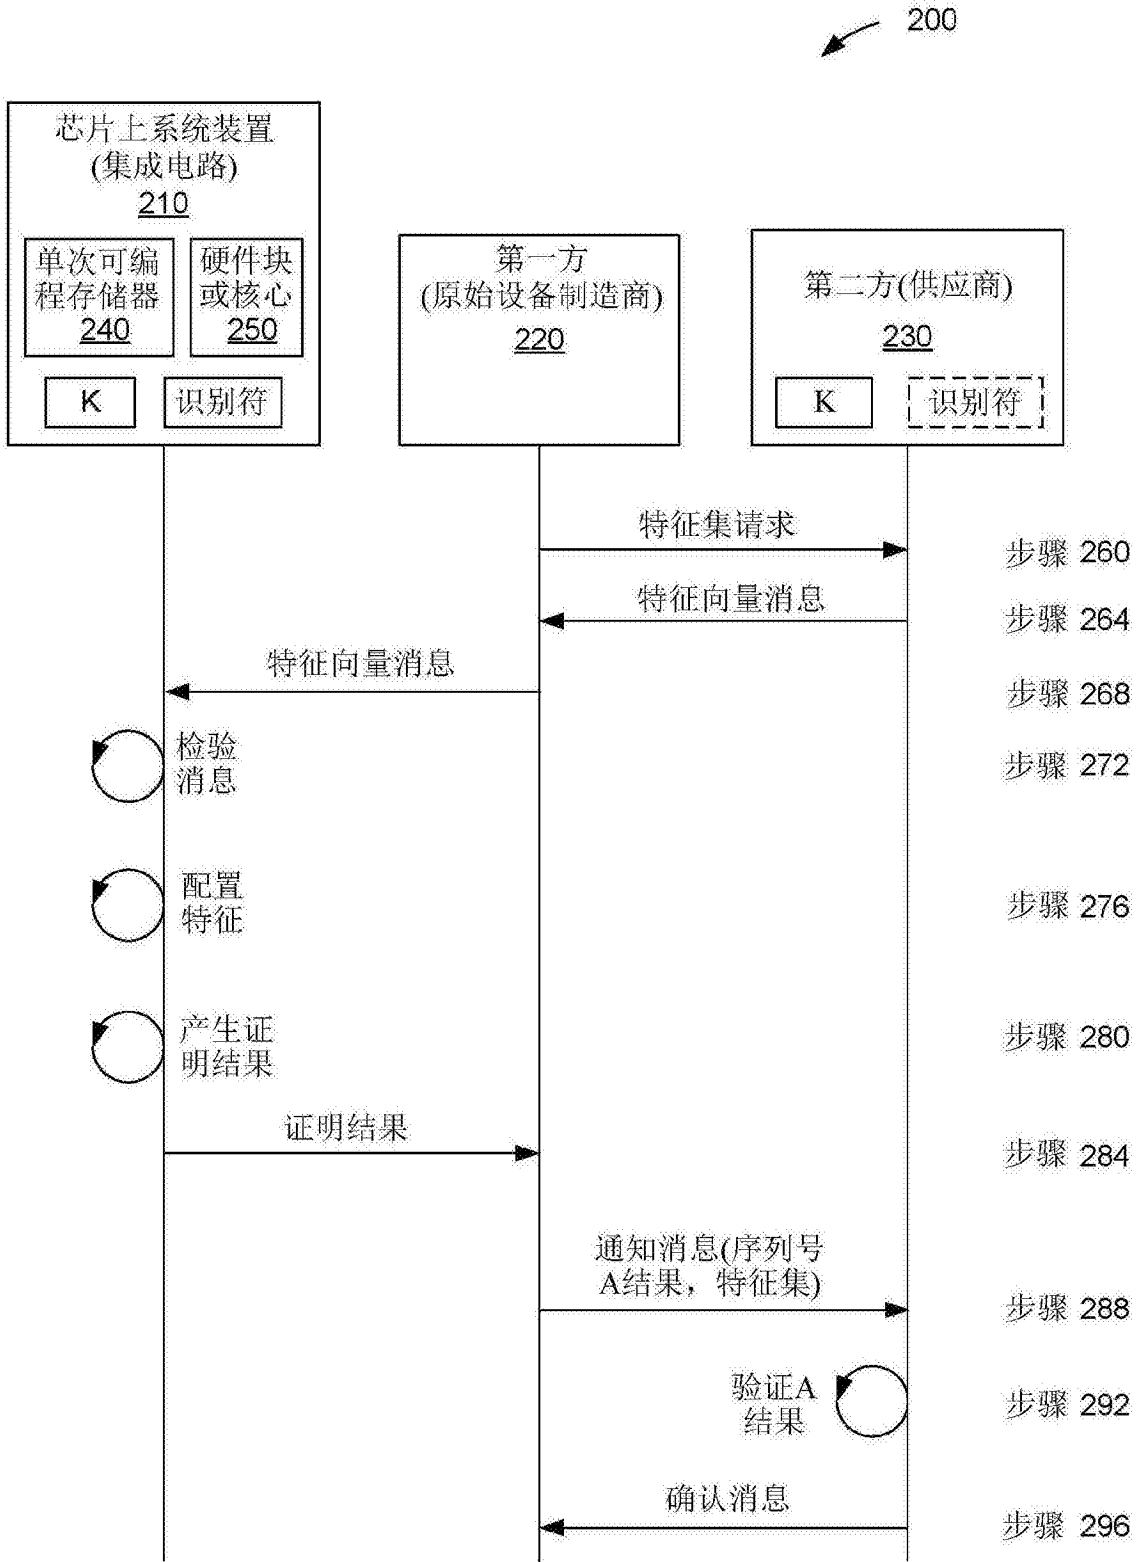 200
芯片上系统装置
(集成电路)
210
单次可编
程存储器
240
硬件块
或核心
250
K
识别符
第一方
(原始设备制造商)
220
第二方(供应商)
230
K
识别符
特征集请求
步骤 260
特征向量消息
步骤 264
特征向量消息
步骤 268
检验
消息
步骤 272
配置
特征
步骤 276
产生证
明结果
步骤 280
证明结果
步骤 284
通知消息(序列号
A结果，特征集)
步骤 288
验证A
结果
步骤 292
确认消息
步骤 296